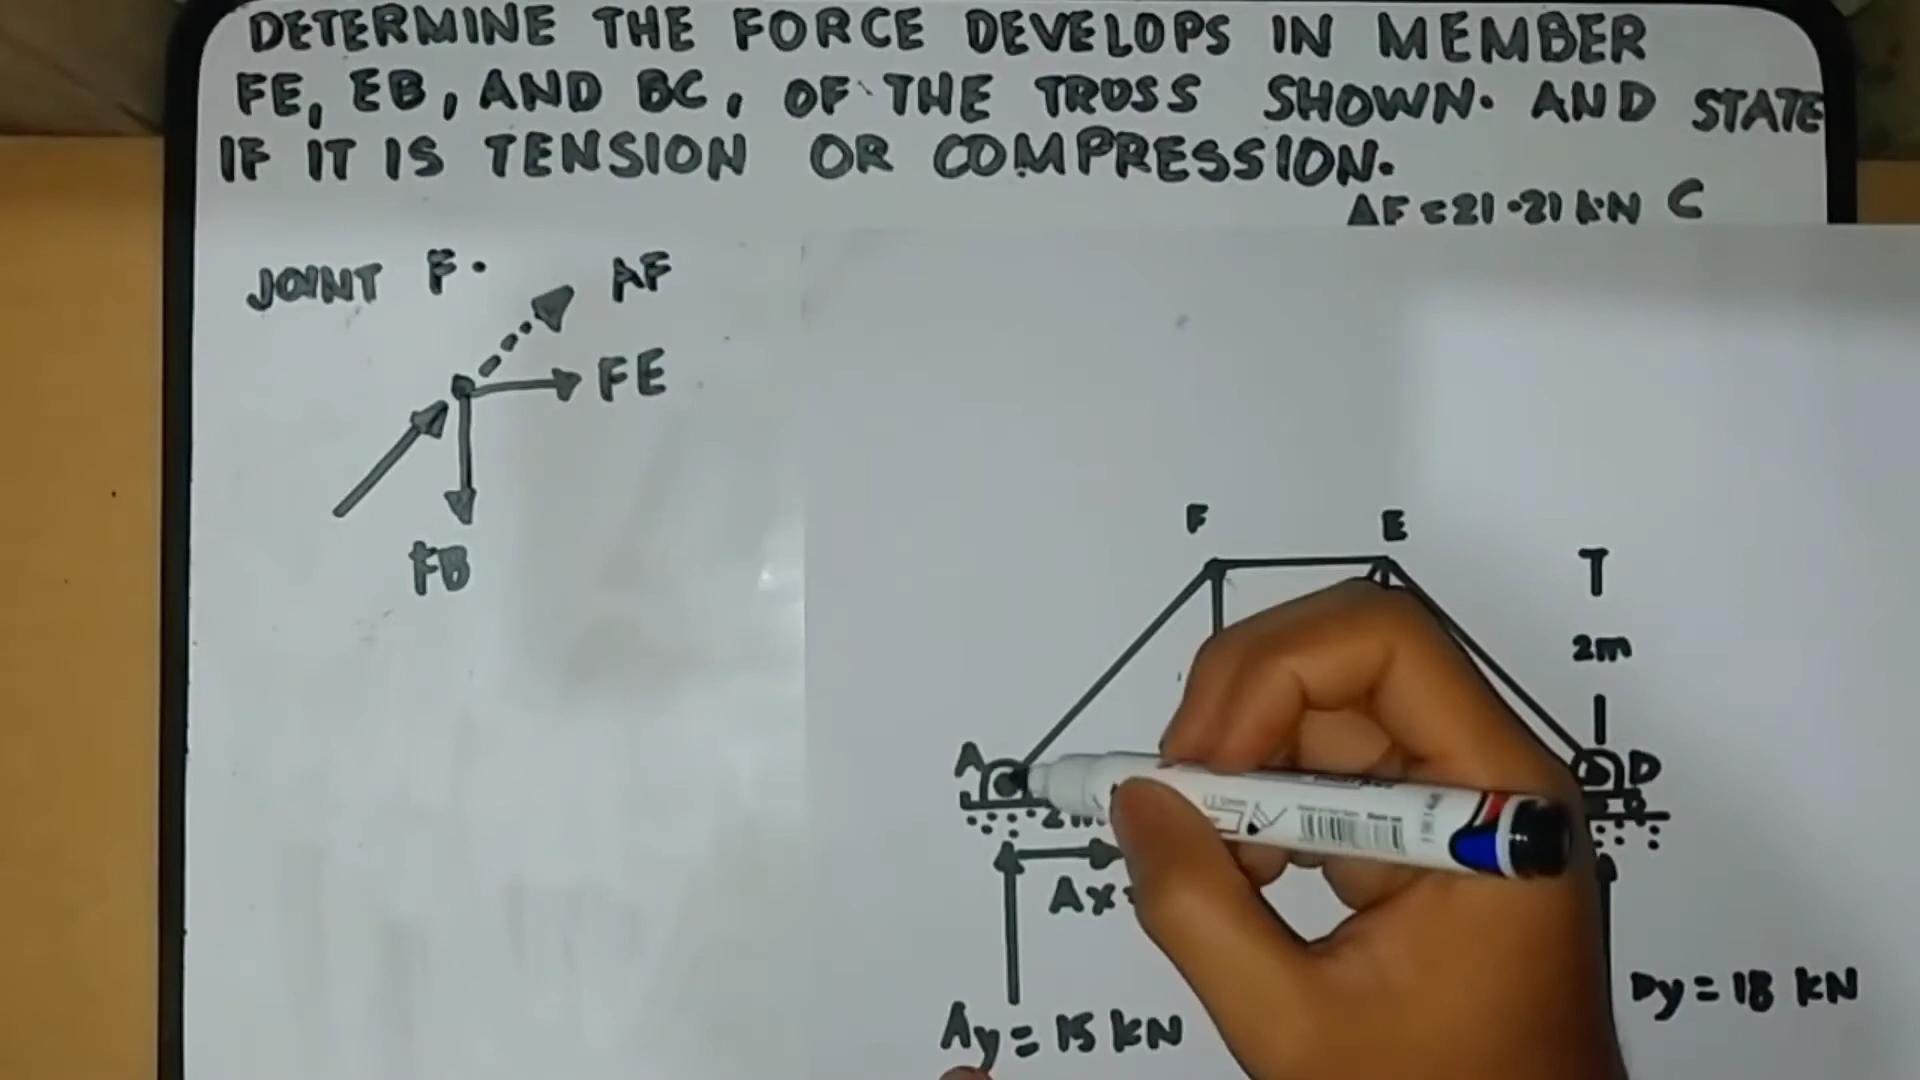 DETERMINE THE FORCE DEVELOPS IN MEMBER
FE, EB, AND BC, OF THE TRUSS SHOWN. AND STATE
IF IT IS TENSION OR COMPRESSION.
AF = 21.21 kN C
JOINT F.
AF
FE
FB
F
E
T
2m
A
D
2m
Ax
Ay = 15 kN
Dy = 18 kN